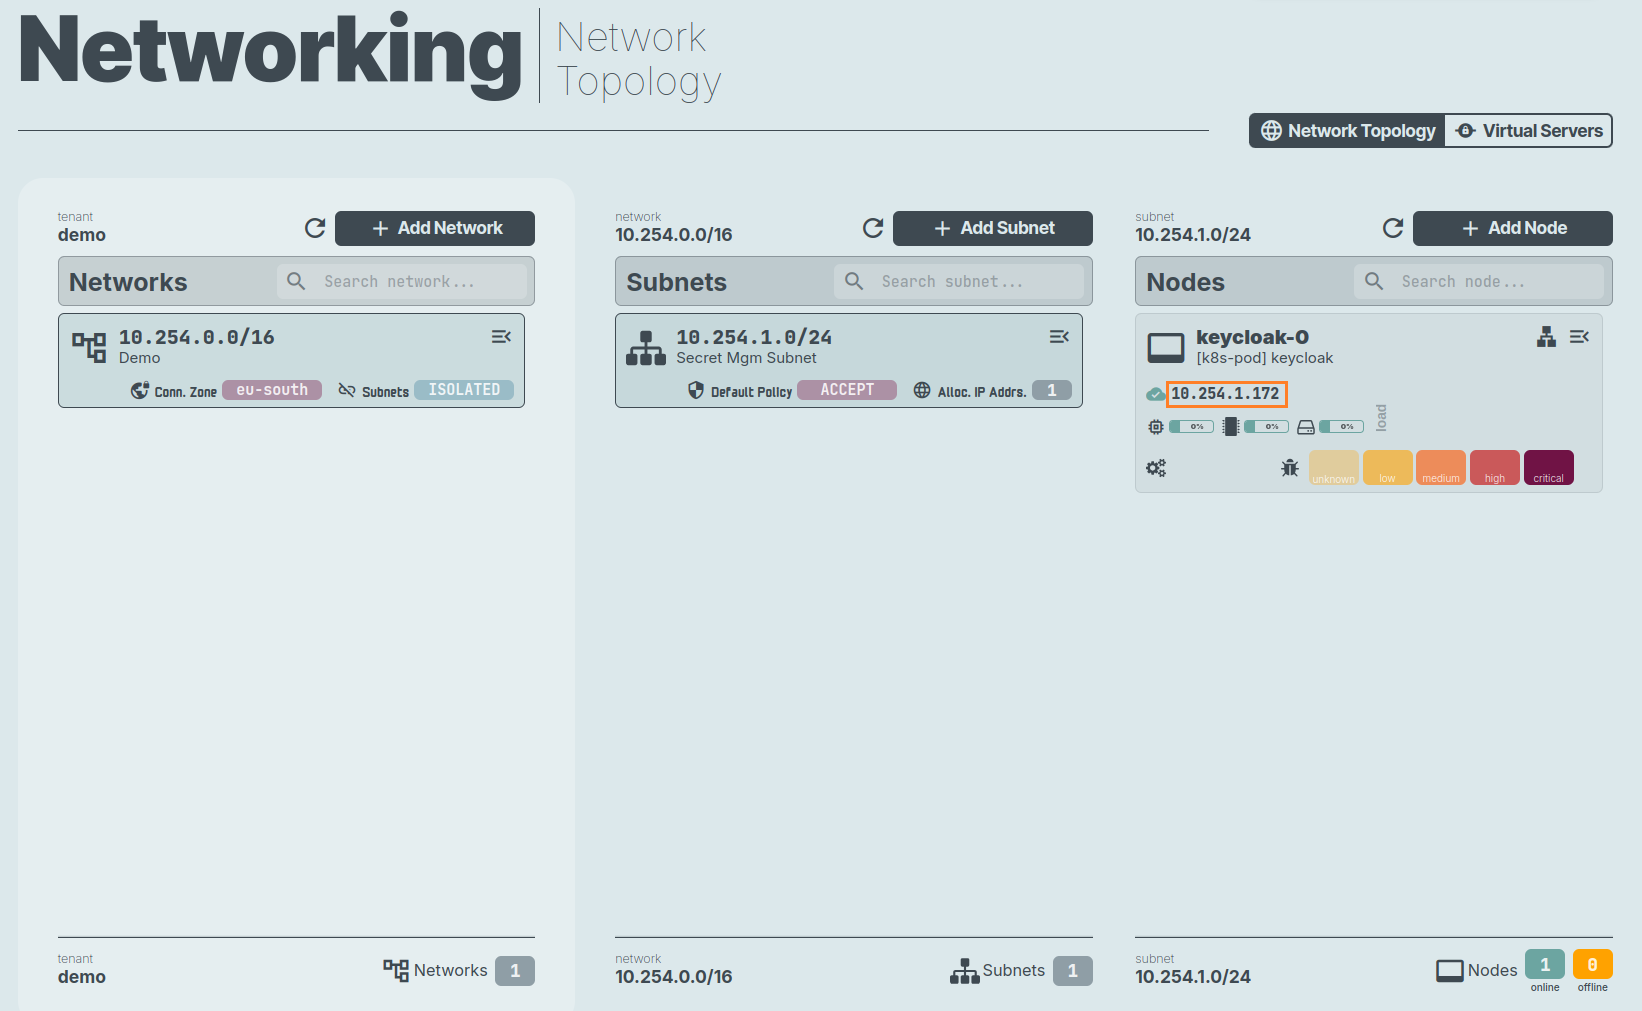 Networking
Network
Topology
Network Topology
Virtual Servers
tenant
demo
Add Network
Networks
Search network...
10.254.0.0/16
Demo
Conn. Zone eu-south Subnets ISOLATED
tenant
demo
Networks 1
network
10.254.0.0/16
Add Subnet
Subnets
Search subnet...
10.254.1.0/24
Secret Mgm Subnet
Default Policy ACCEPT Alloc. IP Addrs. 1
network
10.254.0.0/16
Subnets 1
subnet
10.254.1.0/24
Add Node
Nodes
Search node...
keycloak-0
[k8s-pod] keycloak
10.254.1.172
0% 0% 0% load
unknown low medium high critical
subnet
10.254.1.0/24
Nodes 1 0
online offline